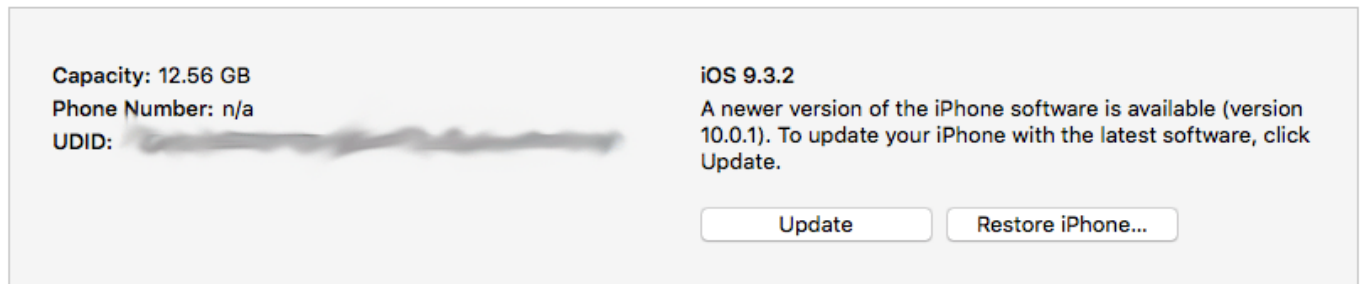 Capacity: 12.56 GB
Phone Number: n/a
UDID:
iOS 9.3.2
A newer version of the iPhone software is available (version
10.0.1). To update your iPhone with the latest software, click
Update.
Update
Restore iPhone...